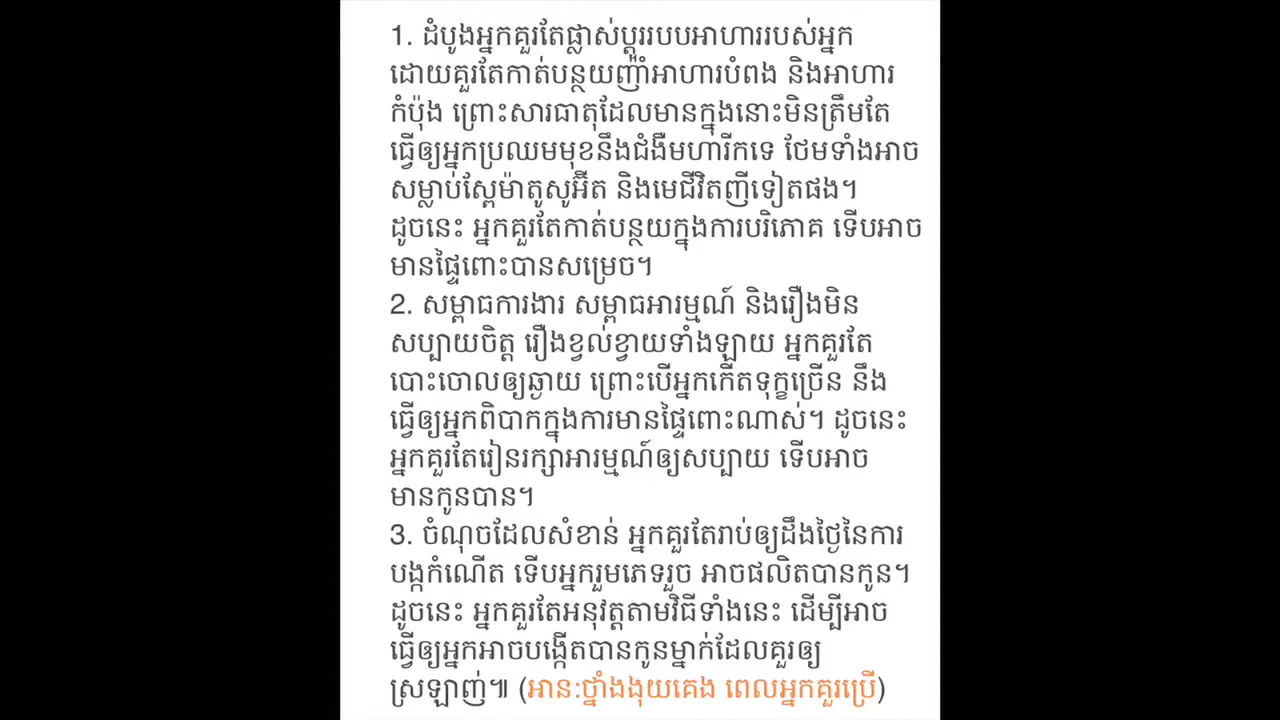 1. ដំបូងអ្នកគួរតែផ្លាស់ប្ដូររបបអាហាររបស់អ្នក
ដោយគួរតែកាត់បន្ថយញ៉ាំអាហារបំពង និងអាហារ
កំប៉ុង ព្រោះសារធាតុដែលមានក្នុងនោះមិនត្រឹមតែ
ធ្វើឲ្យអ្នកប្រឈមមុខនឹងជំងឺមហារីកទេ ថែមទាំងអាច
សម្លាប់ស្ពែម៉ាតូសូអ៊ីត និងមេជីវិតញីទៀតផង។
ដូចនេះ អ្នកគួរតែកាត់បន្ថយក្នុងការបរិភោគ ទើបអាច
មានផ្ទៃពោះបានសម្រេច។
2. សម្ពាធការងារ សម្ពាធអារម្មណ៍ និងរឿងមិន
សប្បាយចិត្ត រឿងខ្វល់ខ្វាយទាំងឡាយ អ្នកគួរតែ
បោះចោលឲ្យឆ្ងាយ ព្រោះបើអ្នកកើតទុក្ខច្រើន នឹង
ធ្វើឲ្យអ្នកពិបាកក្នុងការមានផ្ទៃពោះណាស់។ ដូចនេះ
អ្នកគួរតែរៀនរក្សាអារម្មណ៍ឲ្យសប្បាយ ទើបអាច
មានកូនបាន។
3. ចំណុចដែលសំខាន់ អ្នកគួរតែរាប់ឲ្យដឹងថ្ងៃនៃការ
បង្កកំណើត ទើបអ្នករួមភេទរួច អាចផលិតបានកូន។
ដូចនេះ អ្នកគួរតែអនុវត្តតាមវិធីទាំងនេះ ដើម្បីអាច
ធ្វើឲ្យអ្នកអាចបង្កើតបានកូនម្នាក់ដែលគួរឲ្យ
ស្រឡាញ់៕ (អាន:ថ្នាំងងុយគេង ពេលអ្នកគួរប្រើ)